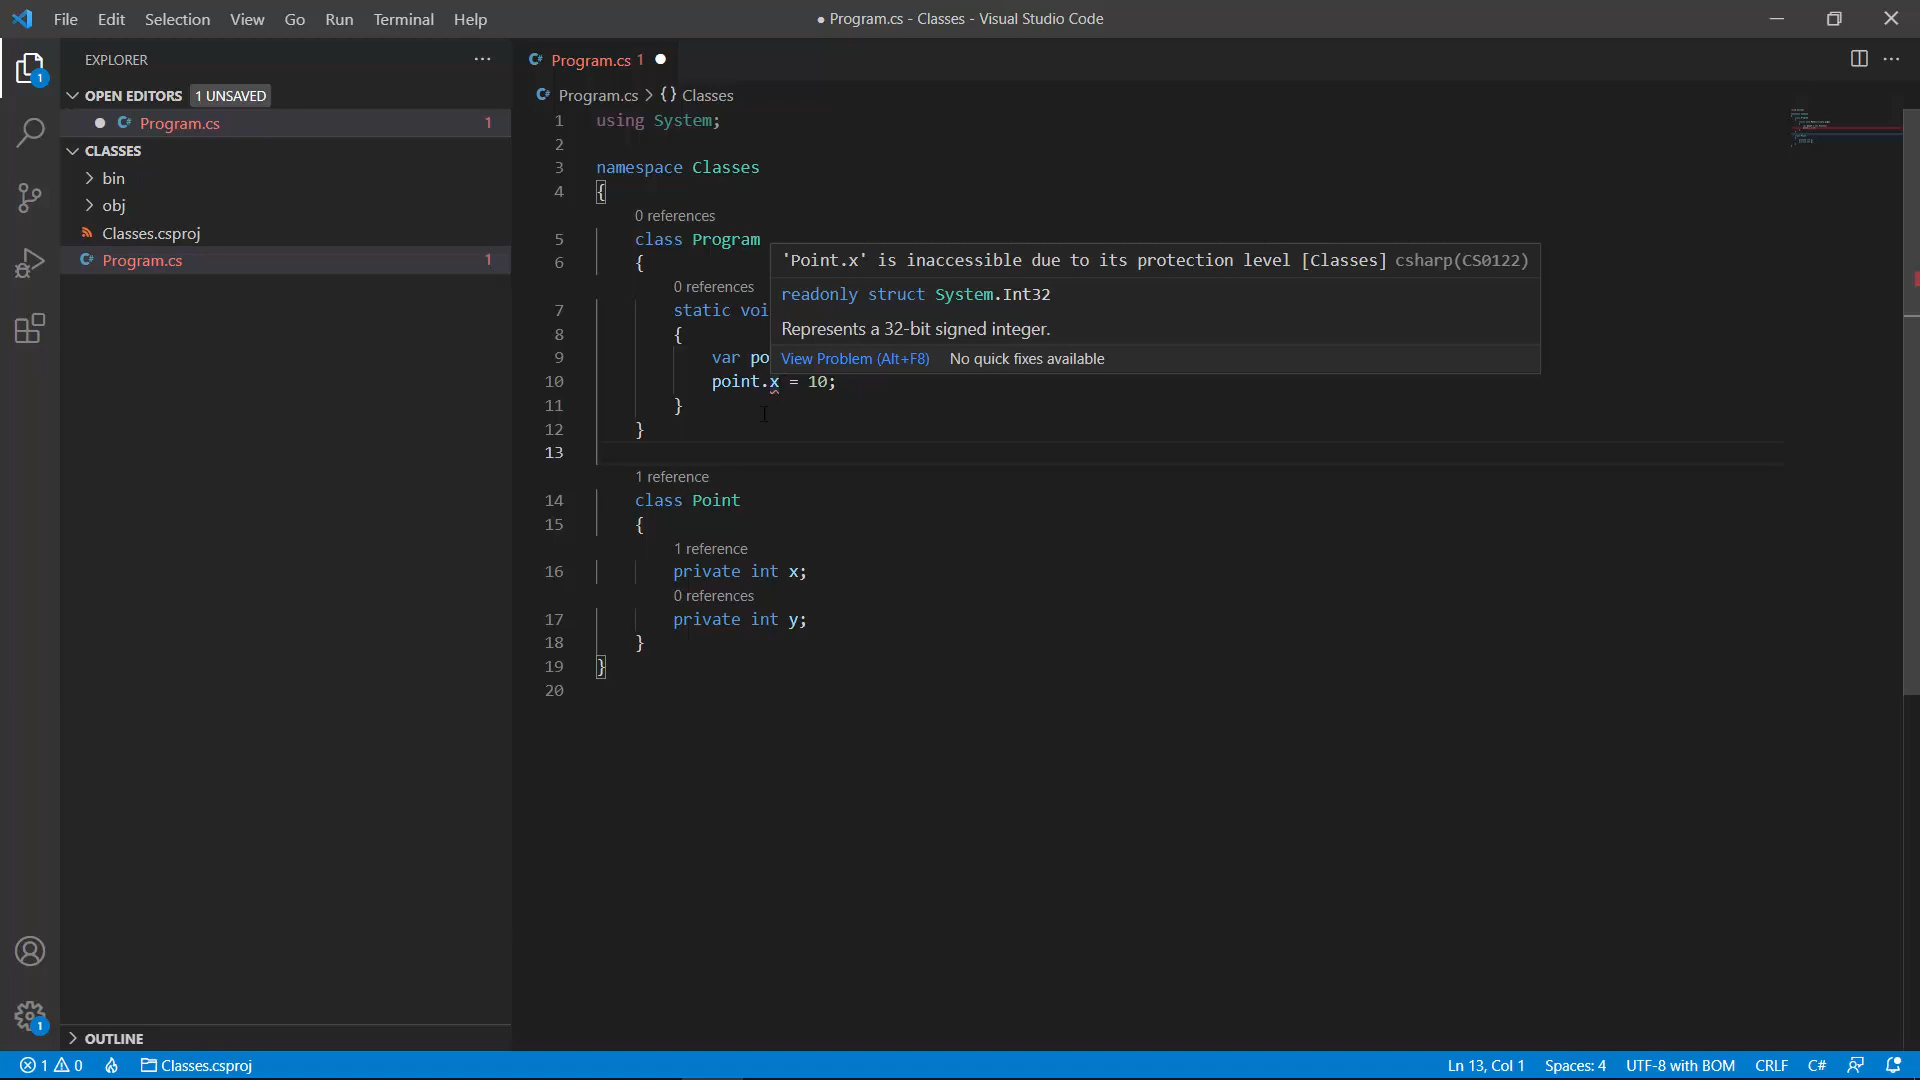 File Edit Selection View Go Run Terminal Help
● Program.cs - Classes - Visual Studio Code
1
EXPLORER
OPEN EDITORS 1 UNSAVED
Program.cs 1
CLASSES
bin
obj
Classes.csproj
Program.cs 1
OUTLINE
1
Program.cs 1
Program.cs > {} Classes
1 using System;
2
3 namespace Classes
4 {
0 references
5 class Program
6 {
0 references
7 static voi
8 {
9 var po
10 point.x = 10;
11 }
12 }
13
1 reference
14 class Point
15 {
1 reference
16 private int x;
0 references
17 private int y;
18 }
19 }
20
'Point.x' is inaccessible due to its protection level [Classes] csharp(CS0122)
readonly struct System.Int32
Represents a 32-bit signed integer.
View Problem (Alt+F8) No quick fixes available
1 0 Classes.csproj Ln 13, Col 1 Spaces: 4 UTF-8 with BOM CRLF C#